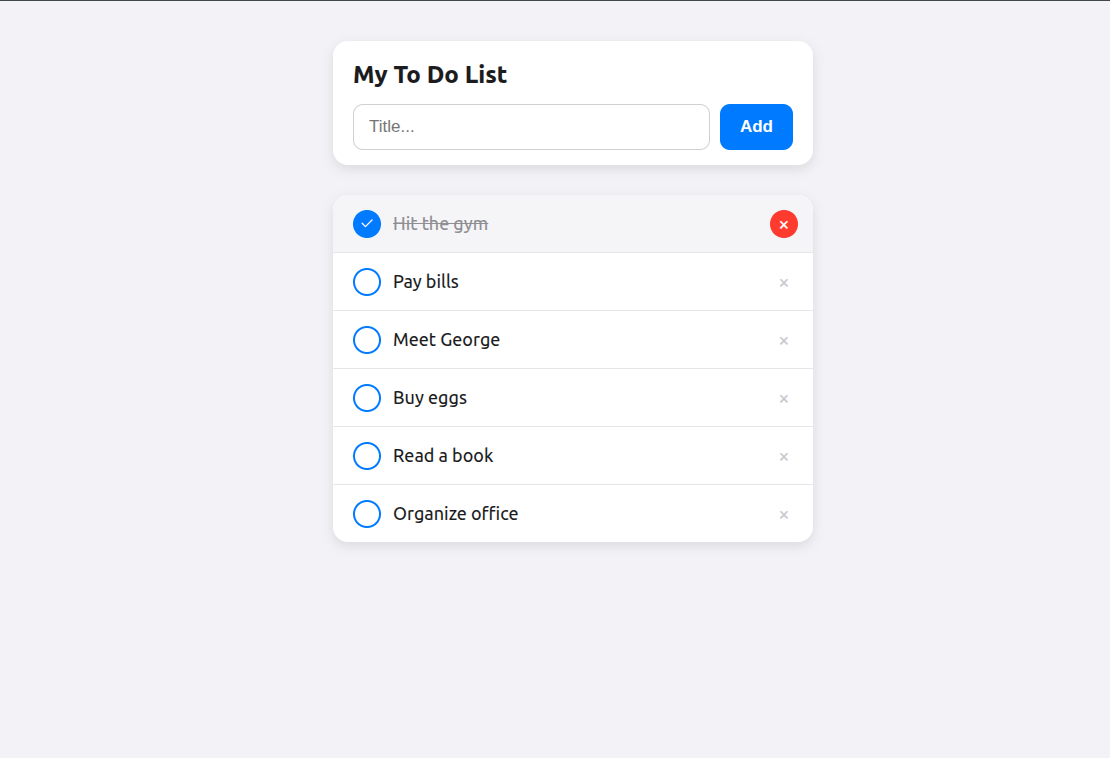 My To Do List
Title...
Add
Hit the gym ×
Pay bills ×
Meet George ×
Buy eggs ×
Read a book ×
Organize office ×